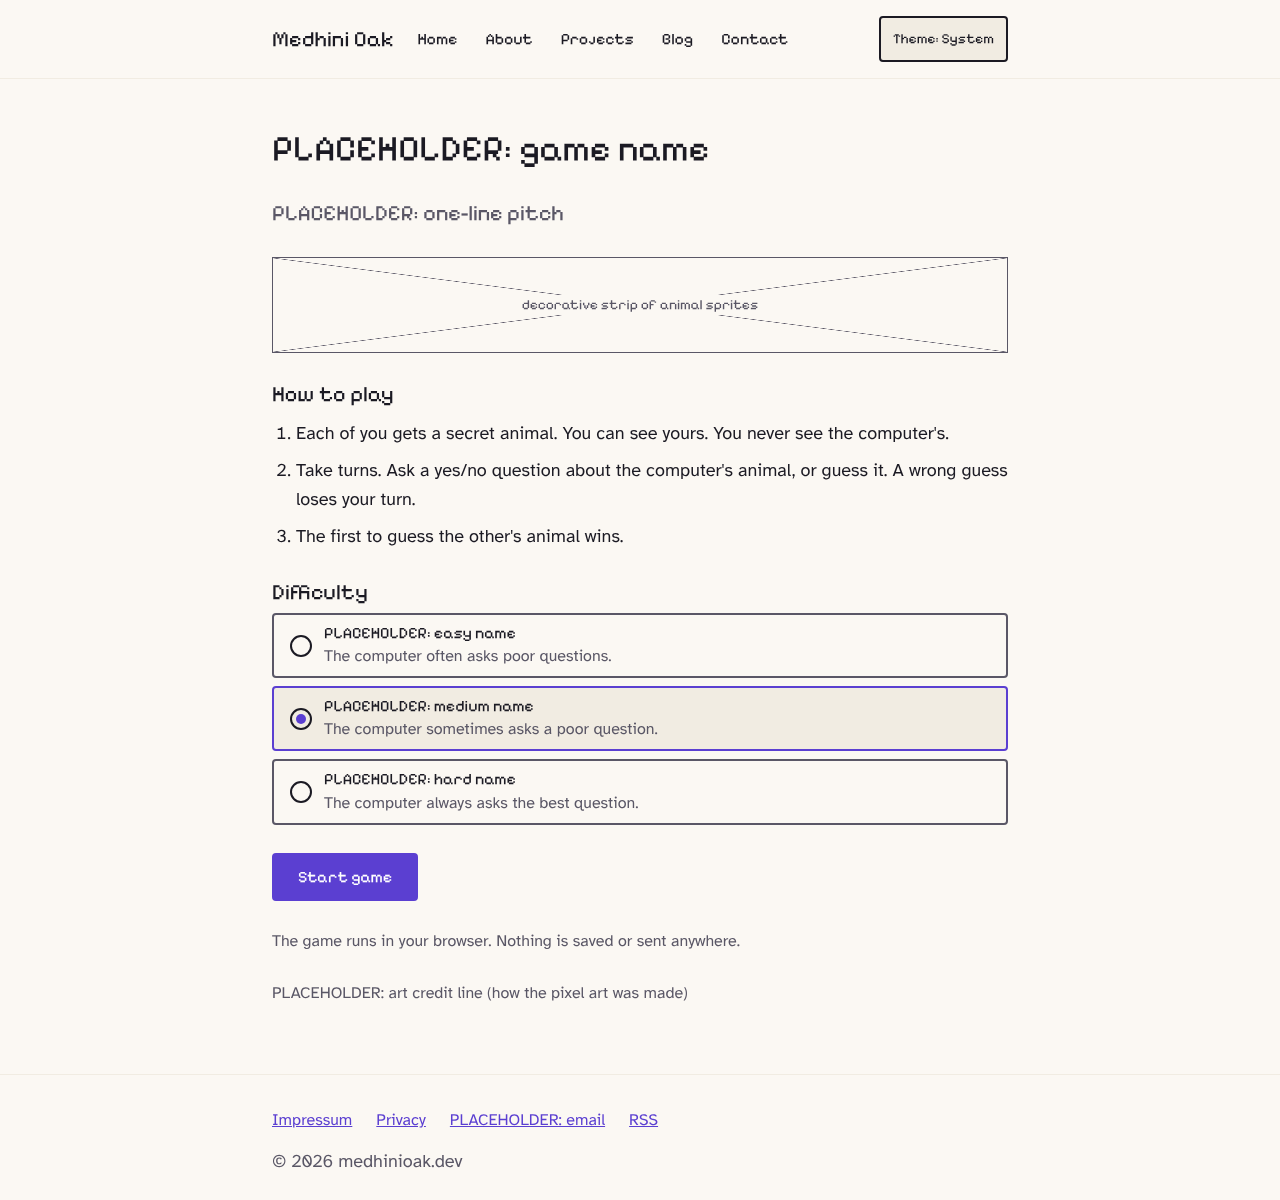 Medhini Oak Home About Projects Blog Contact Theme: System
PLACEHOLDER: game name
PLACEHOLDER: one-line pitch
decorative strip of animal sprites
How to play
1. Each of you gets a secret animal. You can see yours. You never see the computer's.
2. Take turns. Ask a yes/no question about the computer's animal, or guess it. A wrong guess
loses your turn.
3. The first to guess the other's animal wins.
Difficulty
PLACEHOLDER: easy name
The computer often asks poor questions.
PLACEHOLDER: medium name
The computer sometimes asks a poor question.
PLACEHOLDER: hard name
The computer always asks the best question.
Start game
The game runs in your browser. Nothing is saved or sent anywhere.
PLACEHOLDER: art credit line (how the pixel art was made)
Impressum Privacy PLACEHOLDER: email RSS
© 2026 medhinioak.dev